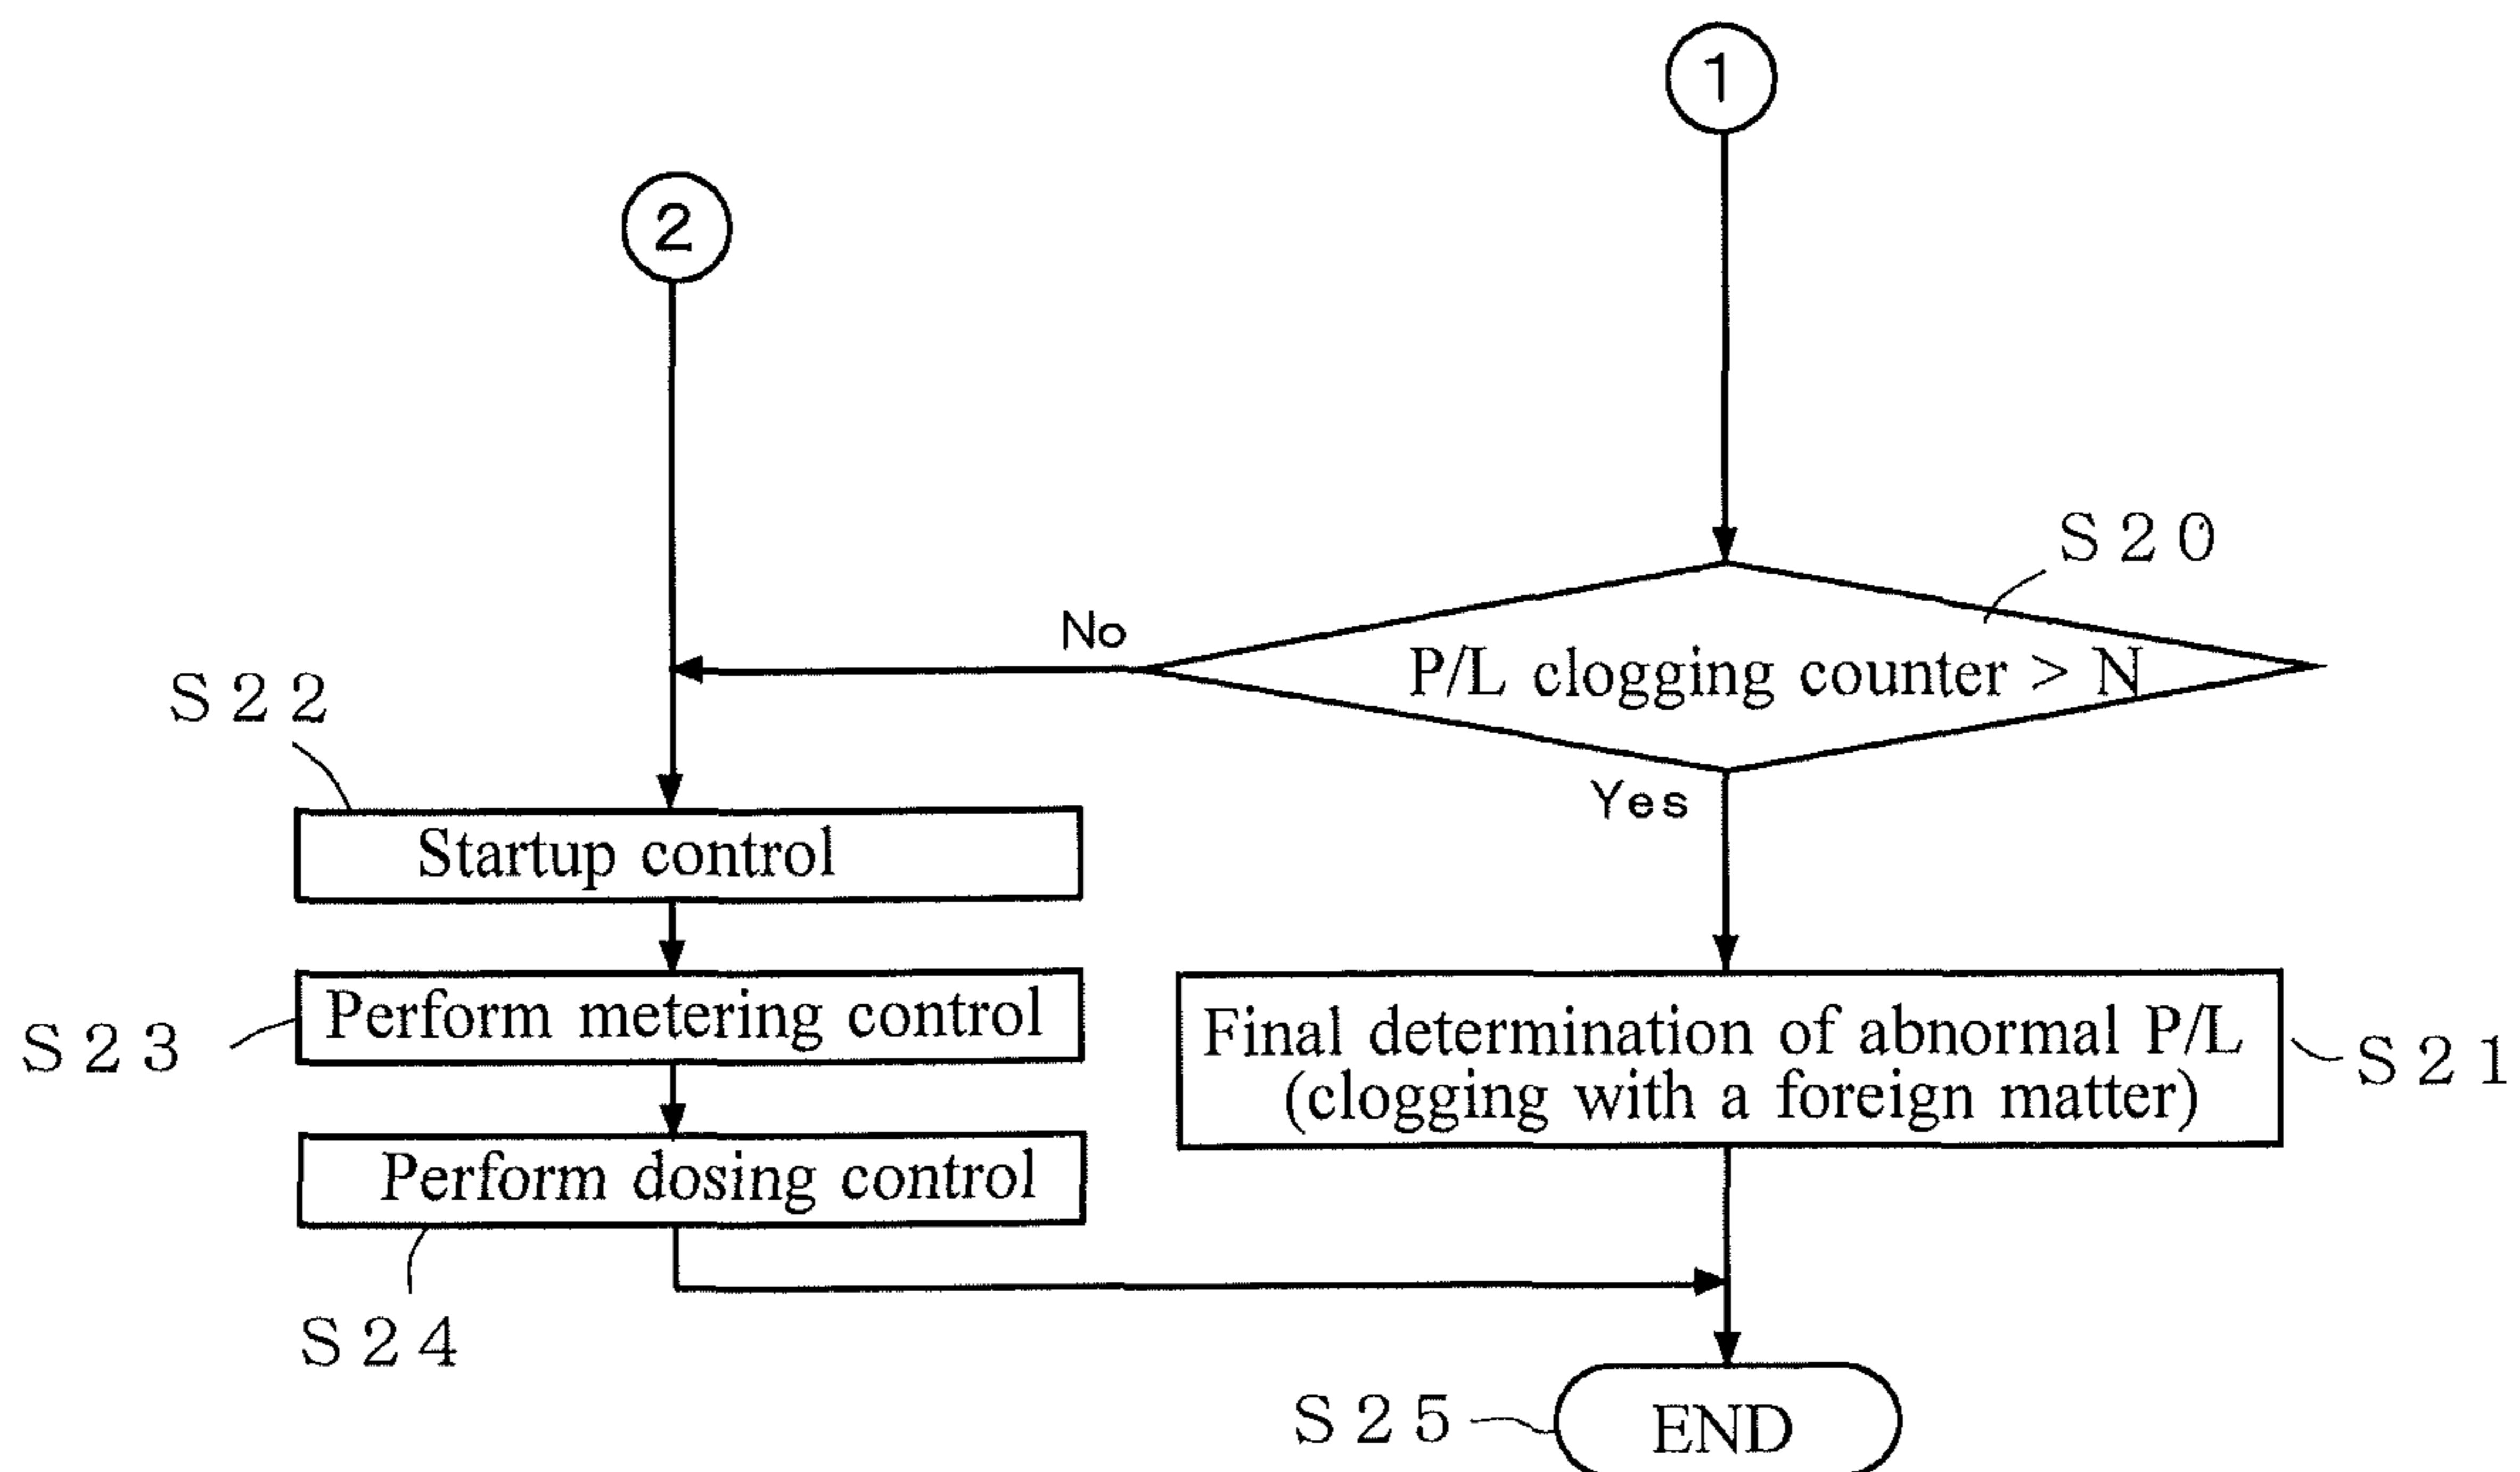 1
2
S20
No
P/L clogging counter > N
S22
Yes
Startup control
Perform metering control
S23
Final determination of abnormal P/L
(clogging with a foreign matter)
S21
Perform dosing control
S24
S25
END